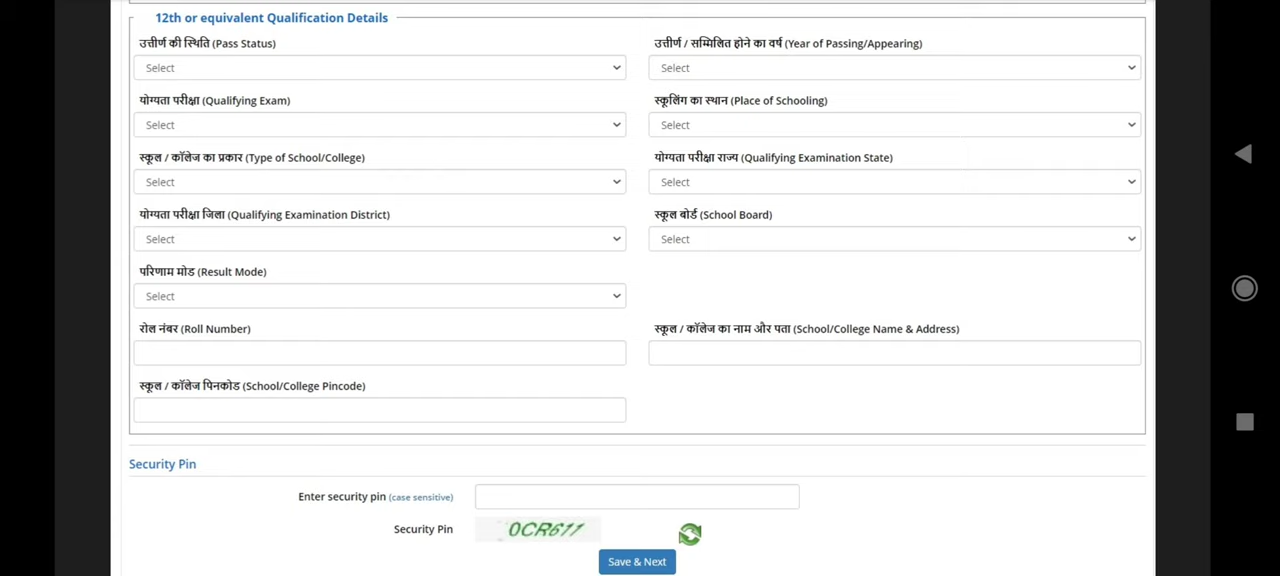 12th or equivalent Qualification Details
उत्तीर्ण की स्थिति (Pass Status)
उत्तीर्ण / सम्मिलित होने का वर्ष (Year of Passing/Appearing)
Select
Select
योग्यता परीक्षा (Qualifying Exam)
स्कूलिंग का स्थान (Place of Schooling)
Select
Select
स्कूल / कॉलेज का प्रकार (Type of School/College)
योग्यता परीक्षा राज्य (Qualifying Examination State)
Select
Select
योग्यता परीक्षा जिला (Qualifying Examination District)
स्कूल बोर्ड (School Board)
Select
Select
परिणाम मोड (Result Mode)
Select
रोल नंबर (Roll Number)
स्कूल / कॉलेज का नाम और पता (School/College Name & Address)
स्कूल / कॉलेज पिनकोड (School/College Pincode)
Security Pin
Enter security pin (case sensitive)
Security Pin
0CR611
Save & Next